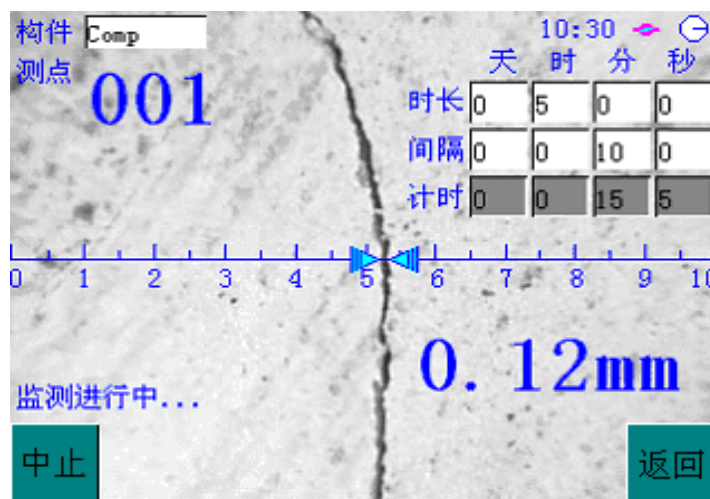 构件 Comp
10:30
测点
001
天 时 分 秒
时长 0 5 0 0
间隔 0 0 10 0
计时 0 0 15 5
0 1 2 3 4 5 6 7 8 9 10
0.12mm
监测进行中...
中止
返回